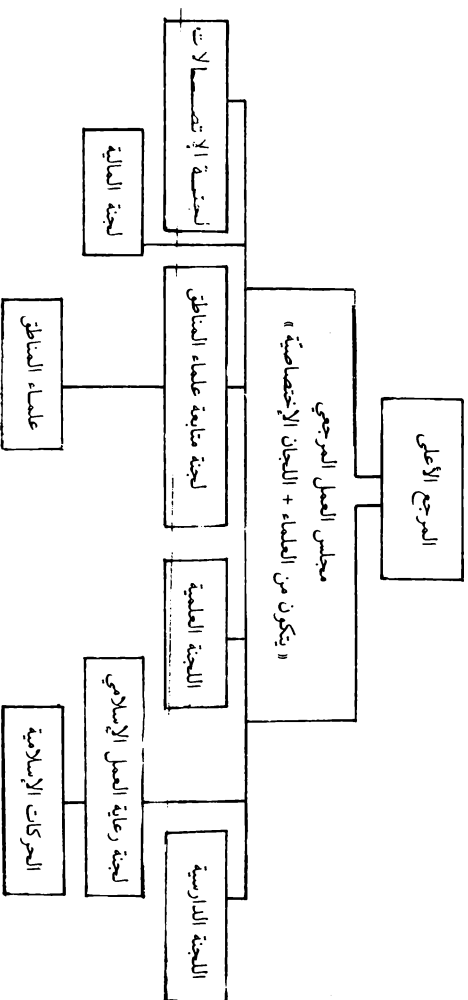 المرجع الأعلى
مجلس العمل المرجعي
« يتكون من العلماء + اللجان الإختصاصية »
لجنة الإتصالات
لجنة المالية
لجنة متابعة علماء المناطق
علماء المناطق
اللجنة العلمية
لجنة رعاية العمل الإسلامي
الحركات الإسلامية
اللجنة الدارسية